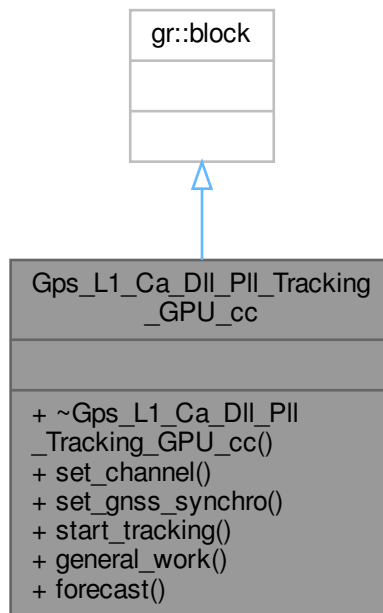 gr::block
Gps_L1_Ca_Dll_Pll_Tracking
_GPU_cc
+ ~Gps_L1_Ca_Dll_Pll
_Tracking_GPU_cc()
+ set_channel()
+ set_gnss_synchro()
+ start_tracking()
+ general_work()
+ forecast()